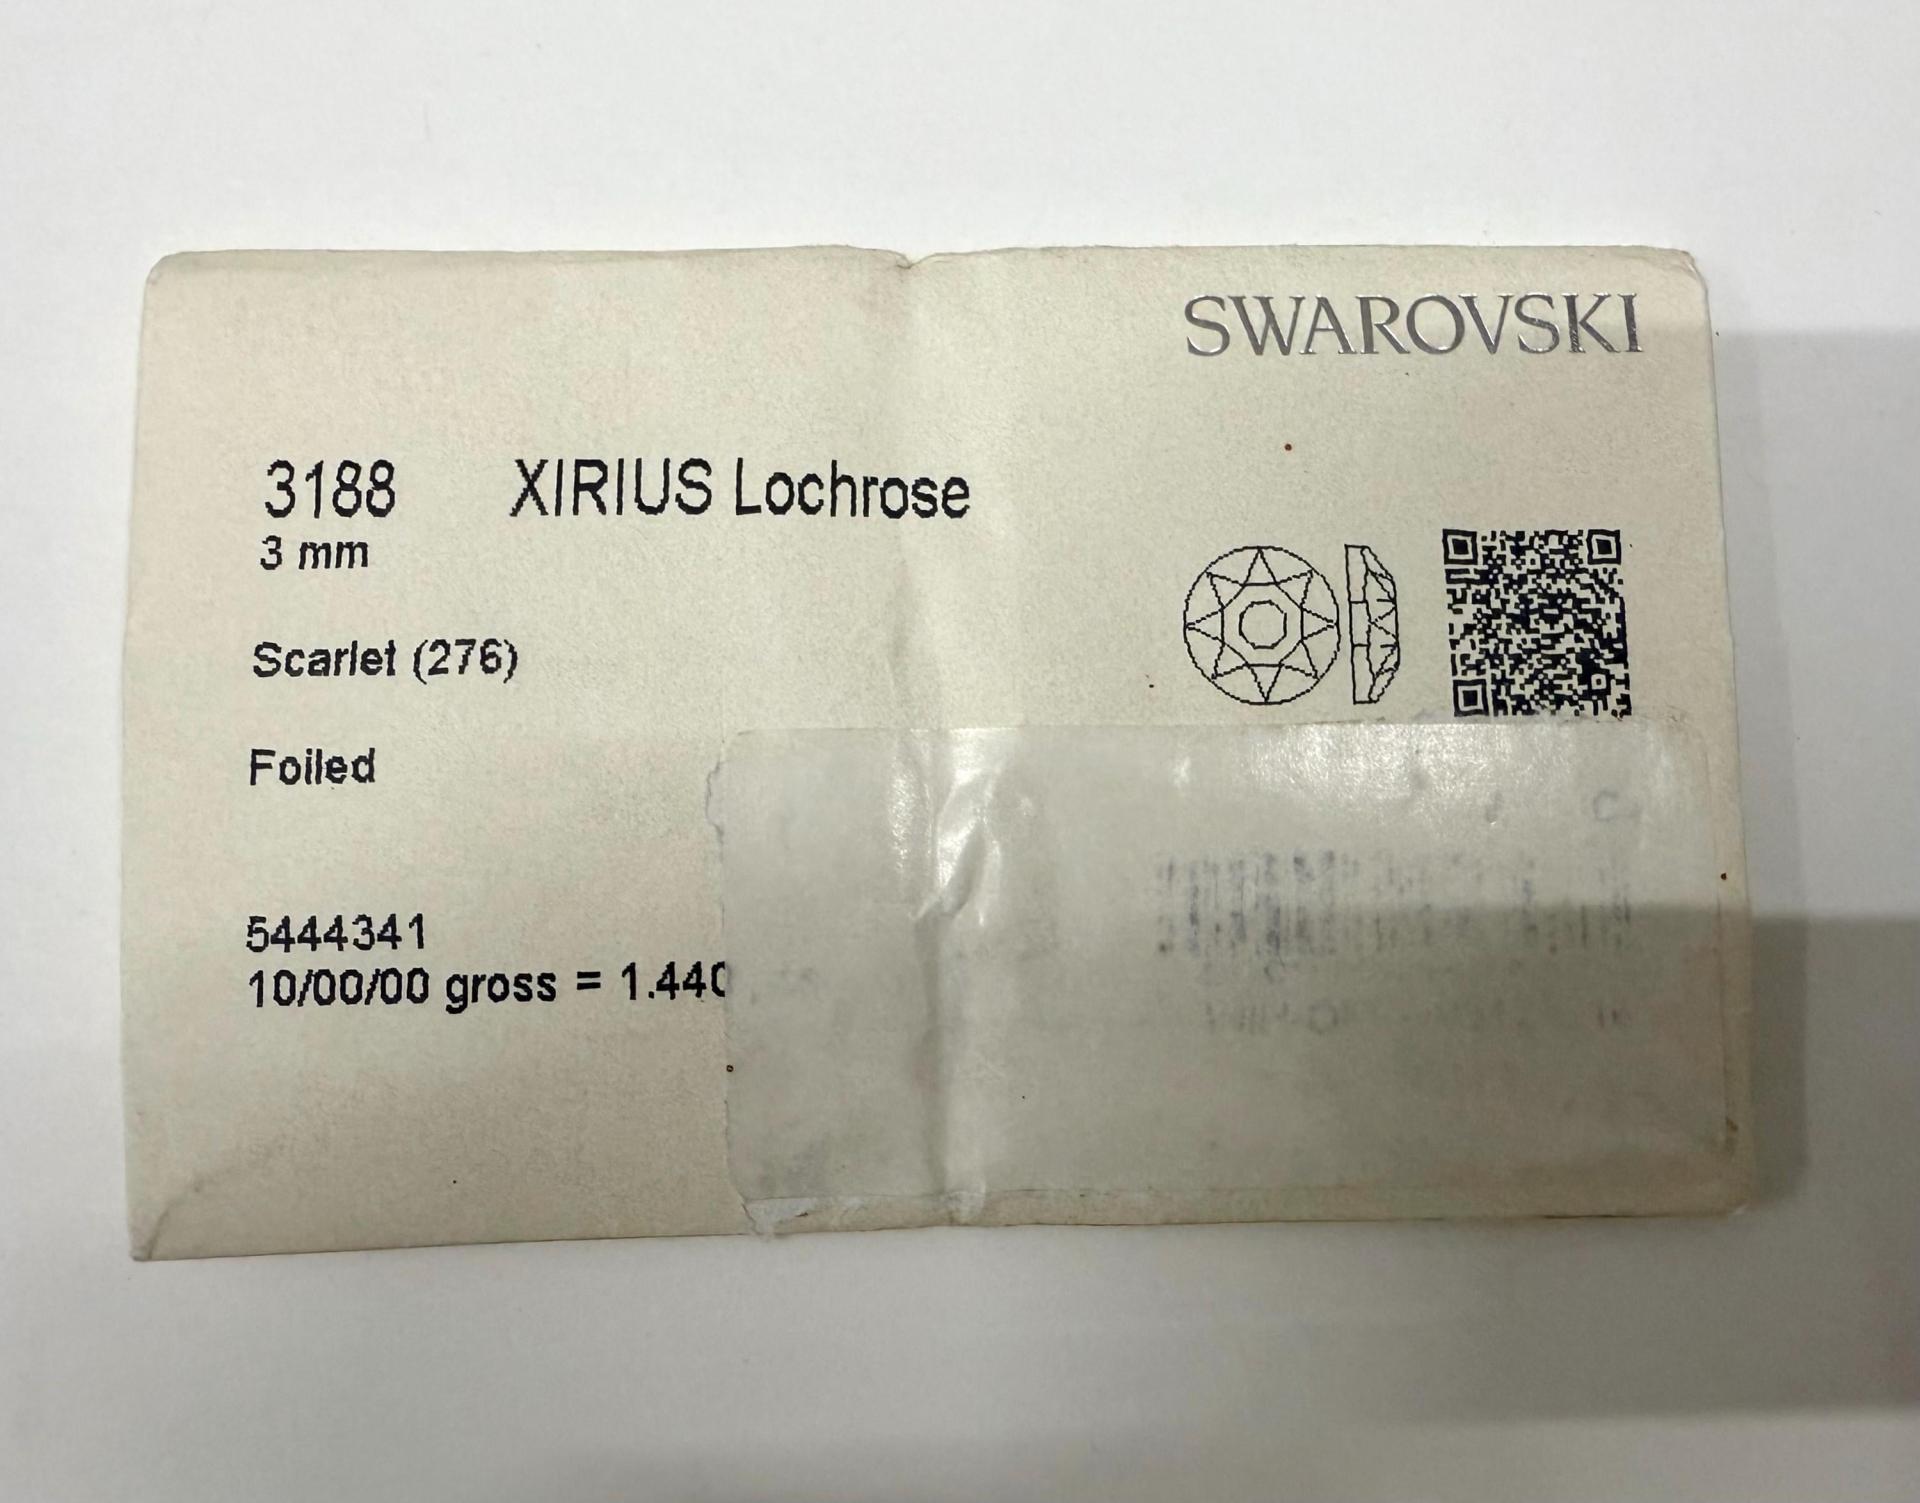 SWAROVSKI
3188 XIRIUS Lochrose
3 mm
Scarlet (276)
Foiled
5444341
10/00/00 gross = 1.440